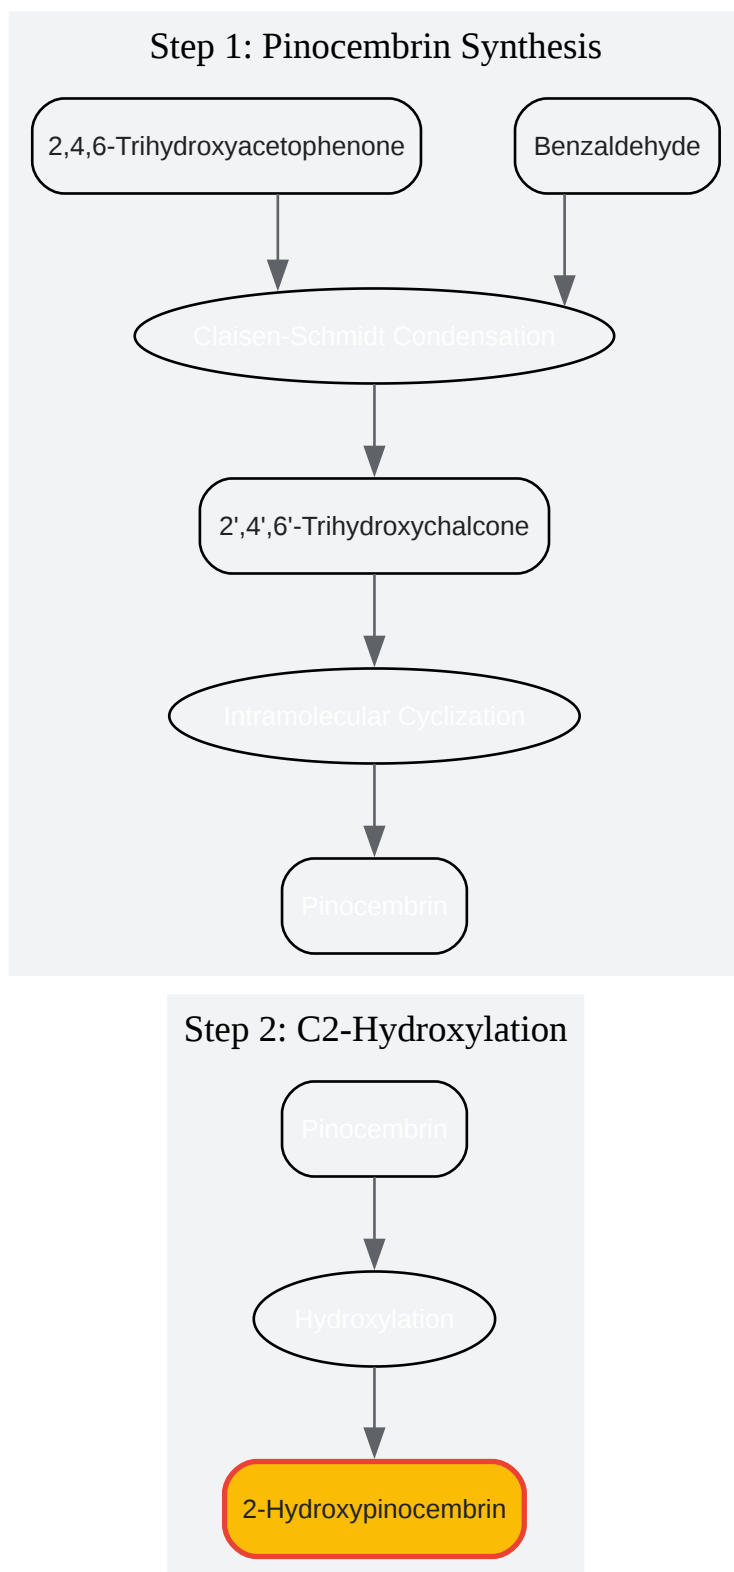 Step 1: Pinocembrin Synthesis
2,4,6-Trihydroxyacetophenone
Benzaldehyde
Claisen-Schmidt Condensation
2',4',6'-Trihydroxychalcone
Intramolecular Cyclization
Pinocembrin
Step 2: C2-Hydroxylation
Pinocembrin
Hydroxylation
2-Hydroxypinocembrin